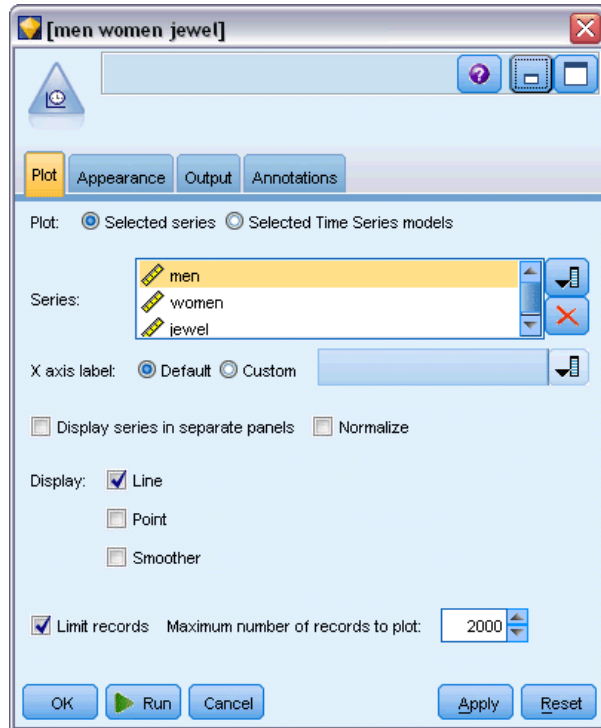 [men women jewel]
Plot Appearance Output Annotations
Plot: Selected series Selected Time Series models
Series:
men
women
jewel
X axis label: Default Custom
Display series in separate panels Normalize
Display: Line
Point
Smoother
Limit records Maximum number of records to plot: 2000
OK Run Cancel Apply Reset